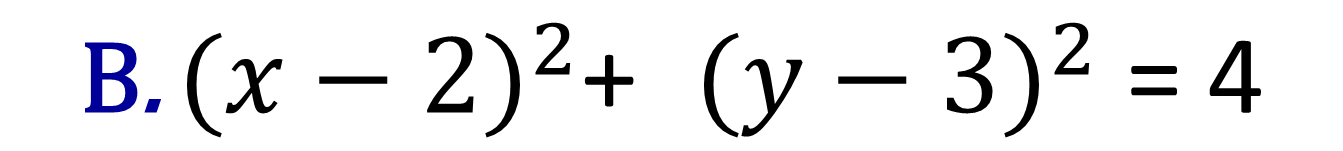 B. (x − 2)²+ (y − 3)² = 4